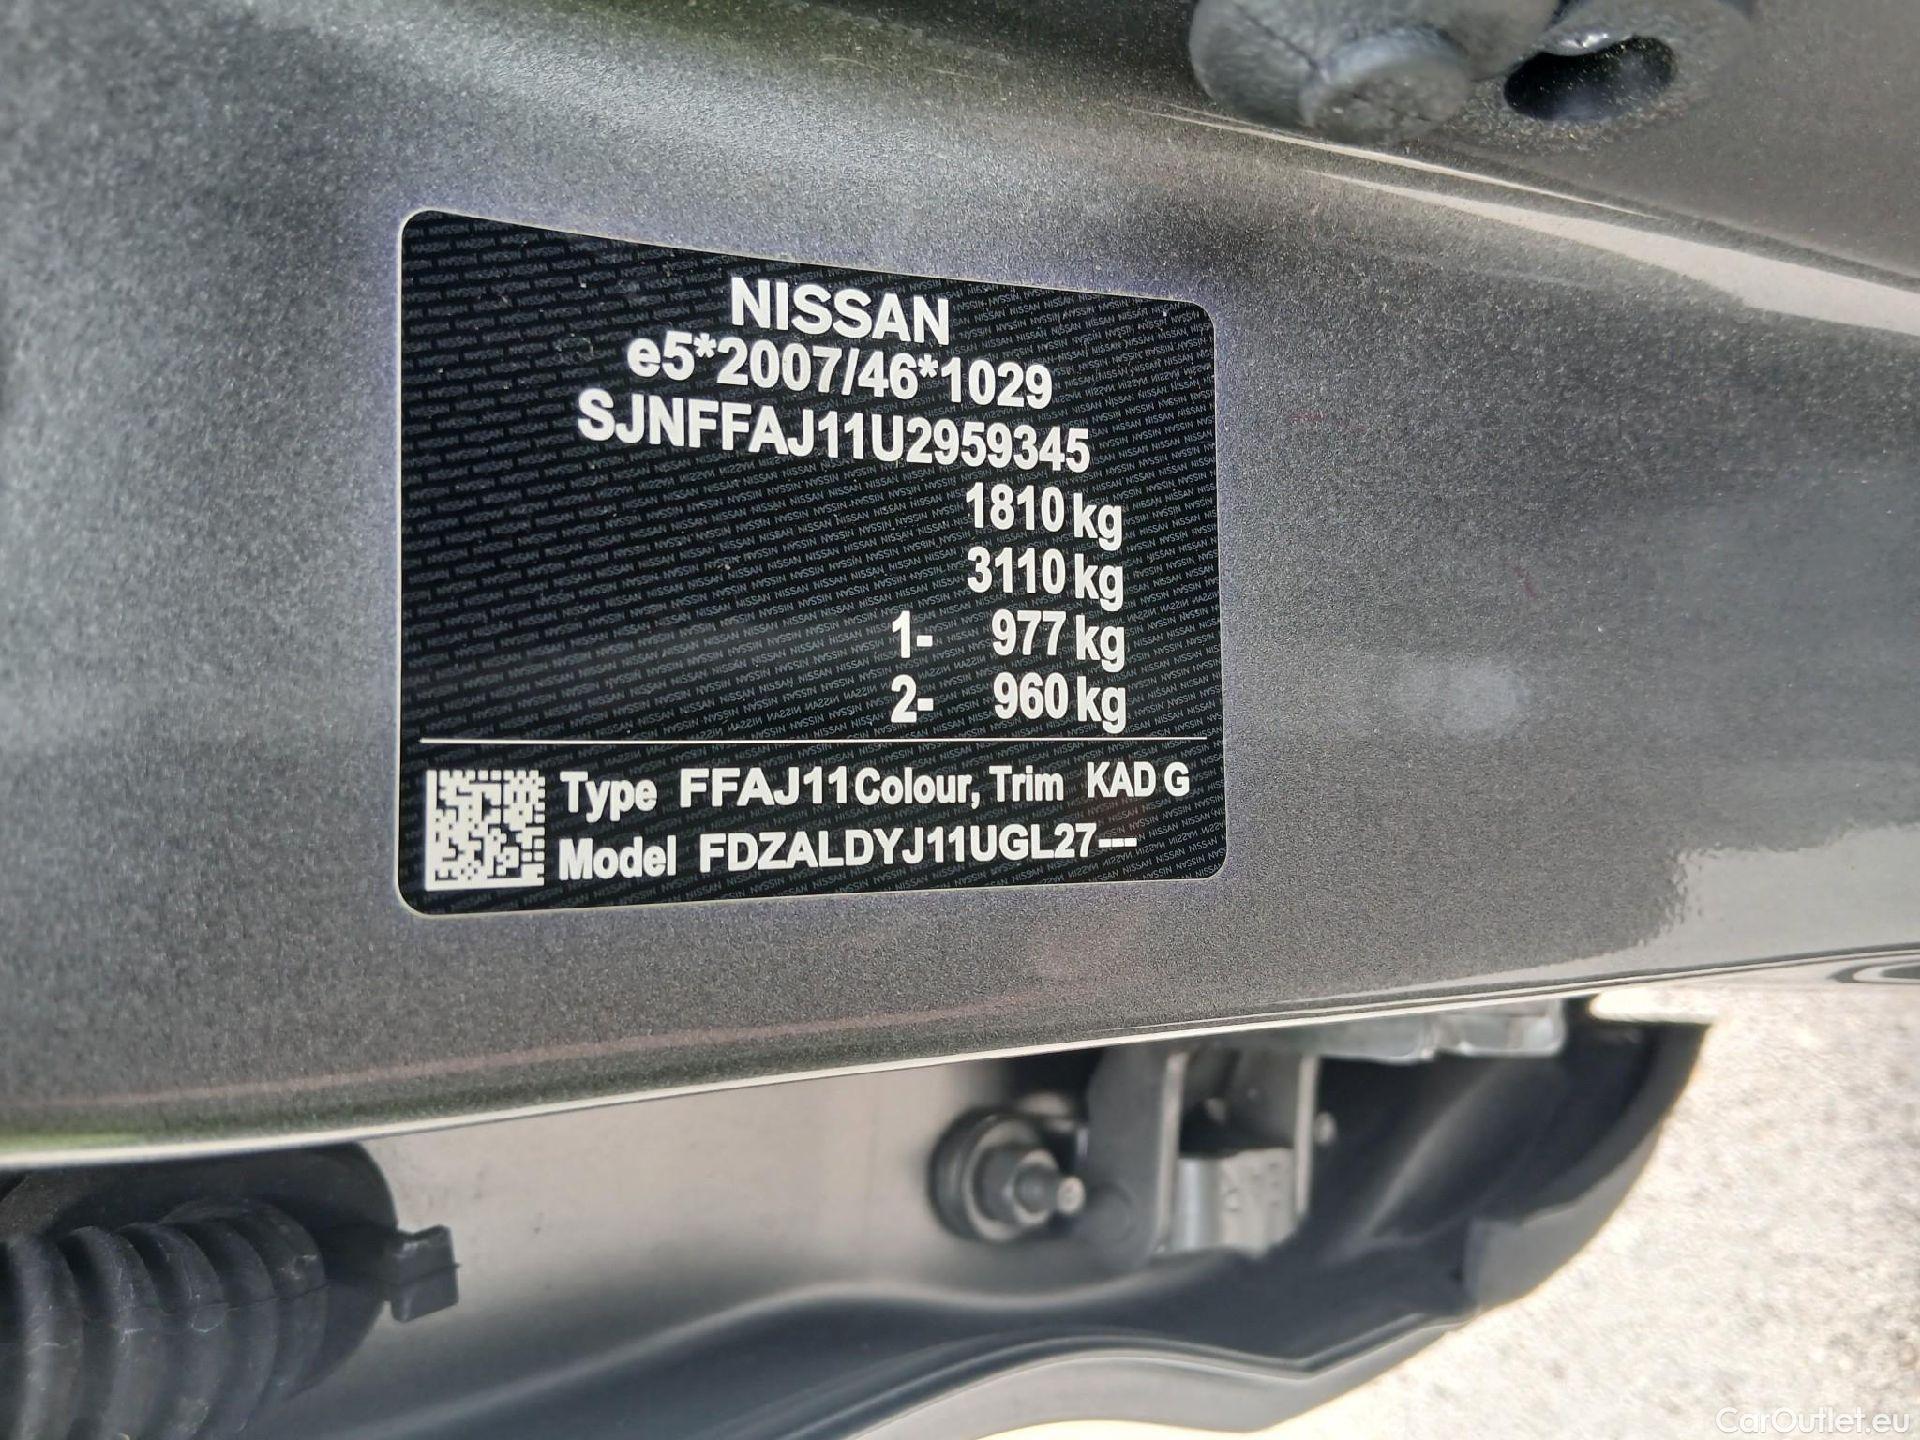 NISSAN
e5*2007/46*1029
SJNFFAJ11U2959345
1810 kg
3110 kg
1- 977 kg
2- 960 kg
Type FFAJ11 Colour, Trim KAD G
Model FDZALDYJ11UGL27---
CarOutlet.eu